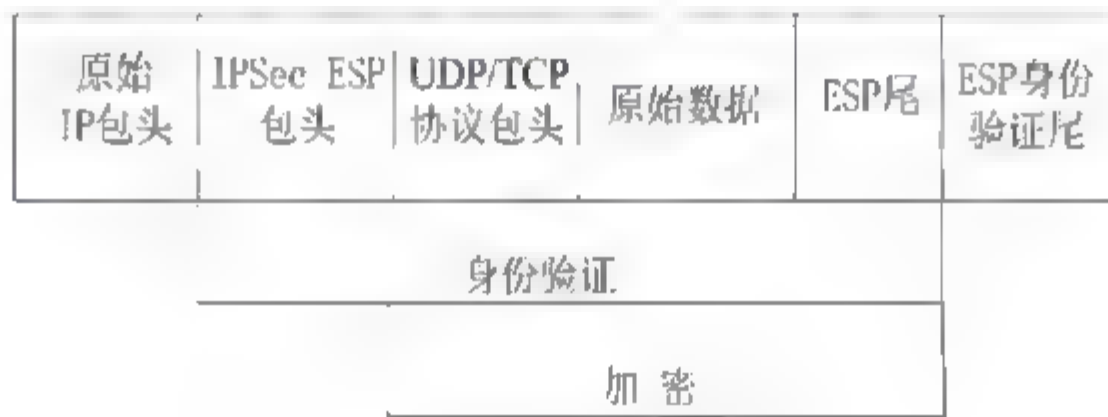 原始
IP包头
IPSec ESP
包头
UDP/TCP
协议包头
原始数据
ESP尾
ESP身份
验证尾
身份验证
加 密